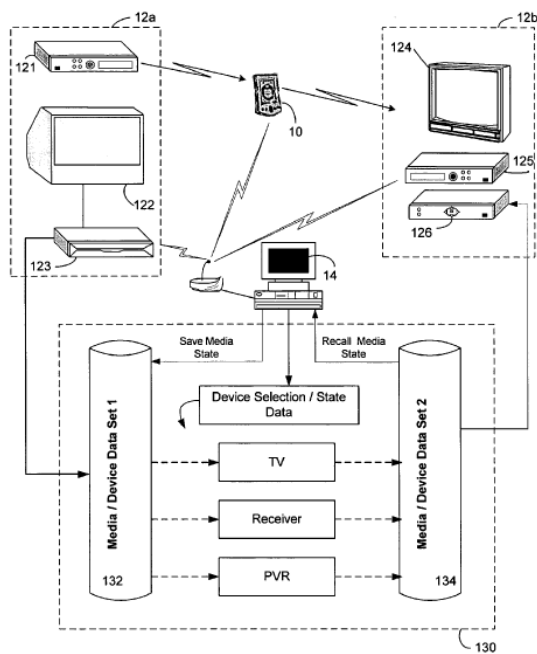 12a
12b
121
124
10
122
125
126
123
14
Save Media
State
Recall Media
State
Device Selection / State
Data
Media / Device Data Set 1
Media / Device Data Set 2
TV
Receiver
PVR
132
134
130